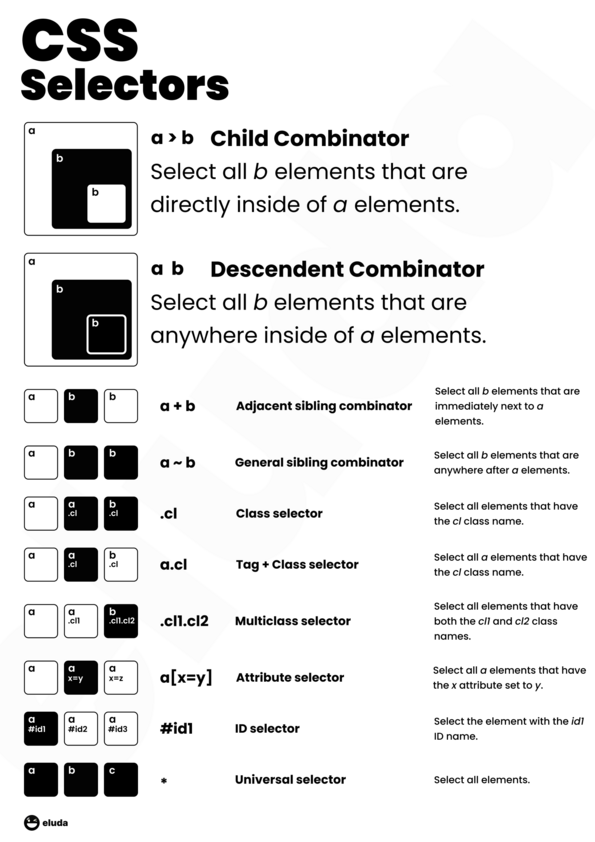 CSS
Selectors
a
b
b
a > b Child Combinator
Select all b elements that are
directly inside of a elements.
a
b
b
a b Descendent Combinator
Select all b elements that are
anywhere inside of a elements.
a b b
a + b Adjacent sibling combinator
Select all b elements that are
immediately next to a
elements.
a b b
a ~ b General sibling combinator
Select all b elements that are
anywhere after a elements.
a a b
.cl .cl
.cl Class selector
Select all elements that have
the cl class name.
a a b
.cl .cl
a.cl Tag + Class selector
Select all a elements that have
the cl class name.
a a b
.cl1 .cl1.cl2
.cl1.cl2 Multiclass selector
Select all elements that have
both the cl1 and cl2 class
names.
a a a
x=y x=z
a[x=y] Attribute selector
Select all a elements that have
the x attribute set to y.
a a a
#id1 #id2 #id3
#id1 ID selector
Select the element with the id1
ID name.
a b c
* Universal selector
Select all elements.
eluda
eluda